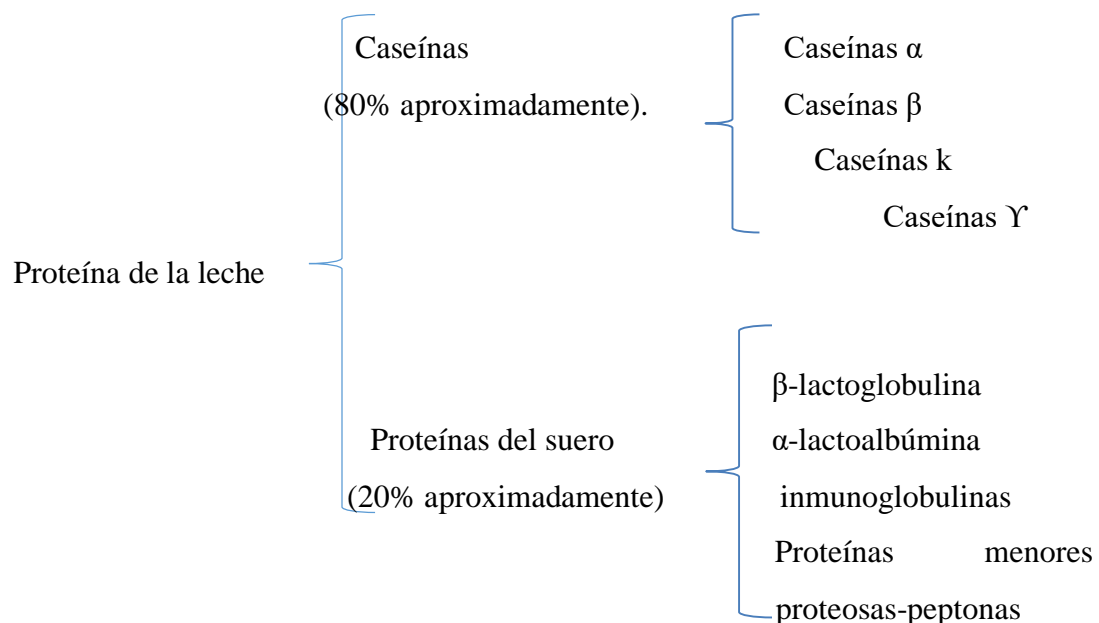 Proteína de la leche
Caseínas
(80% aproximadamente).
Caseínas α
Caseínas β
Caseínas k
Caseínas ϒ
Proteínas del suero
(20% aproximadamente)
β-lactoglobulina
α-lactoalbúmina
inmunoglobulinas
Proteínas menores
proteosas-peptonas